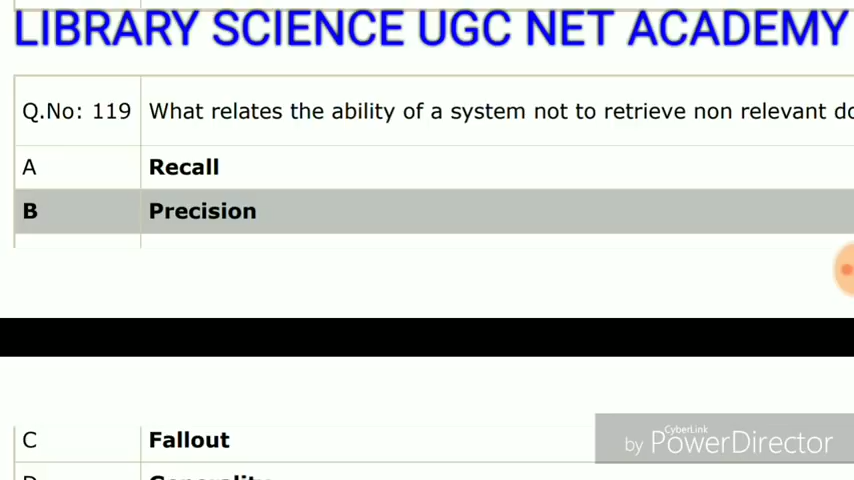 LIBRARY SCIENCE UGC NET ACADEMY
Q.No: 119 What relates the ability of a system not to retrieve non relevant
A Recall
B Precision
C Fallout
CyberLink
by PowerDirector
Generality